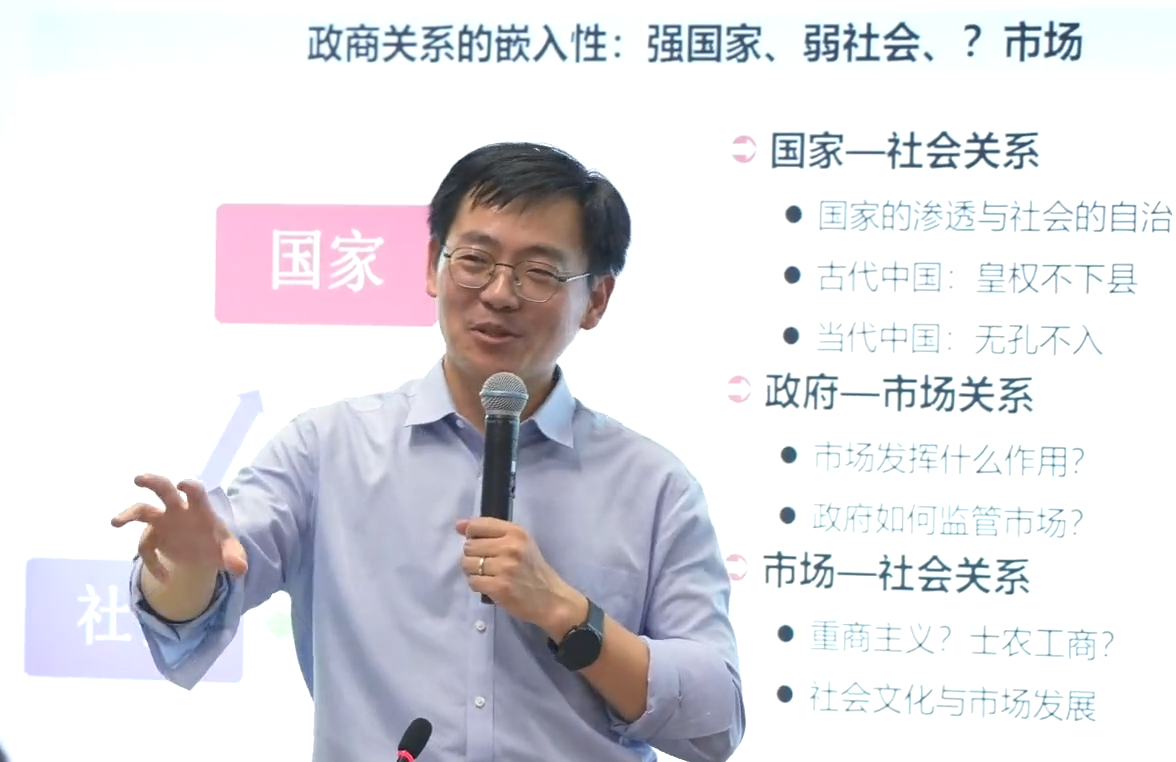 政商关系的嵌入性：强国家、弱社会、？市场
国家
社
国家—社会关系
国家的渗透与社会的自治
古代中国：皇权不下县
当代中国：无孔不入
政府—市场关系
市场发挥什么作用?
政府如何监管市场?
市场—社会关系
重商主义? 士农工商?
社会文化与市场发展